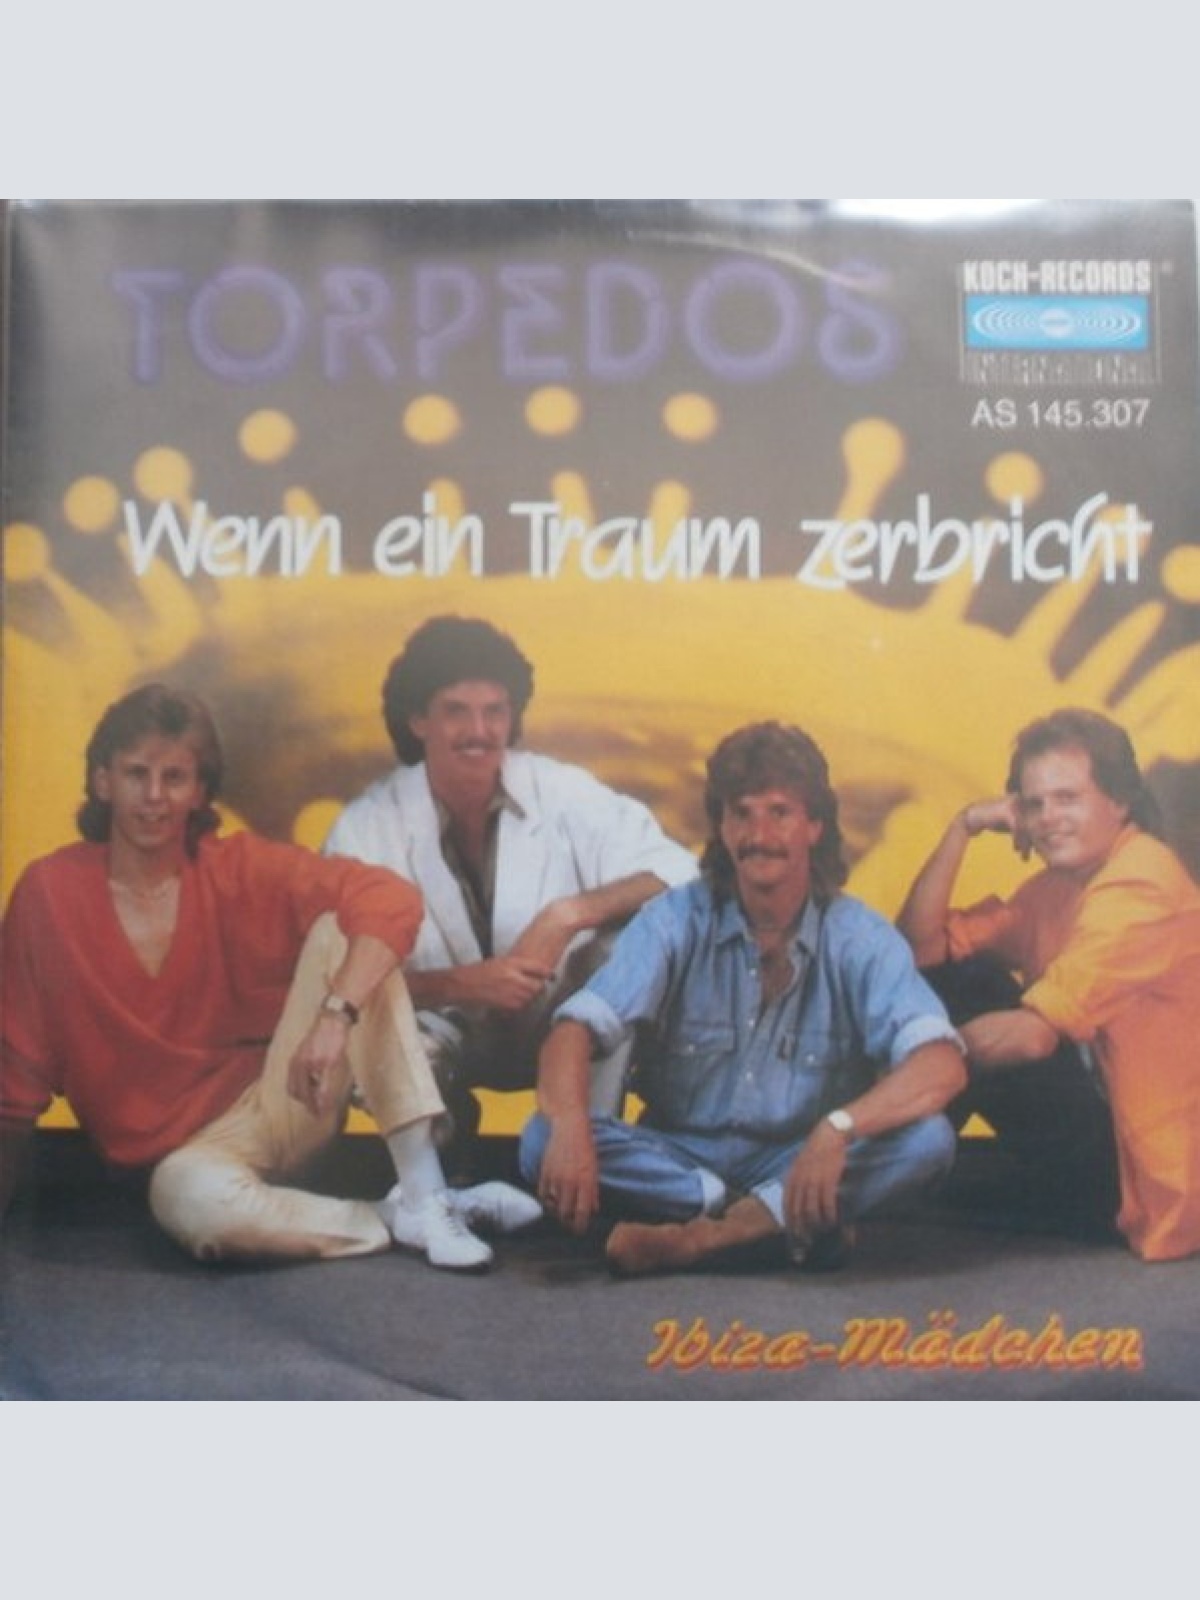 TORPEDOS
KOCH-RECORDS
INTERNATIONAL
AS 145.307
Wenn ein Traum zerbricht
Ibiza-Mädchen